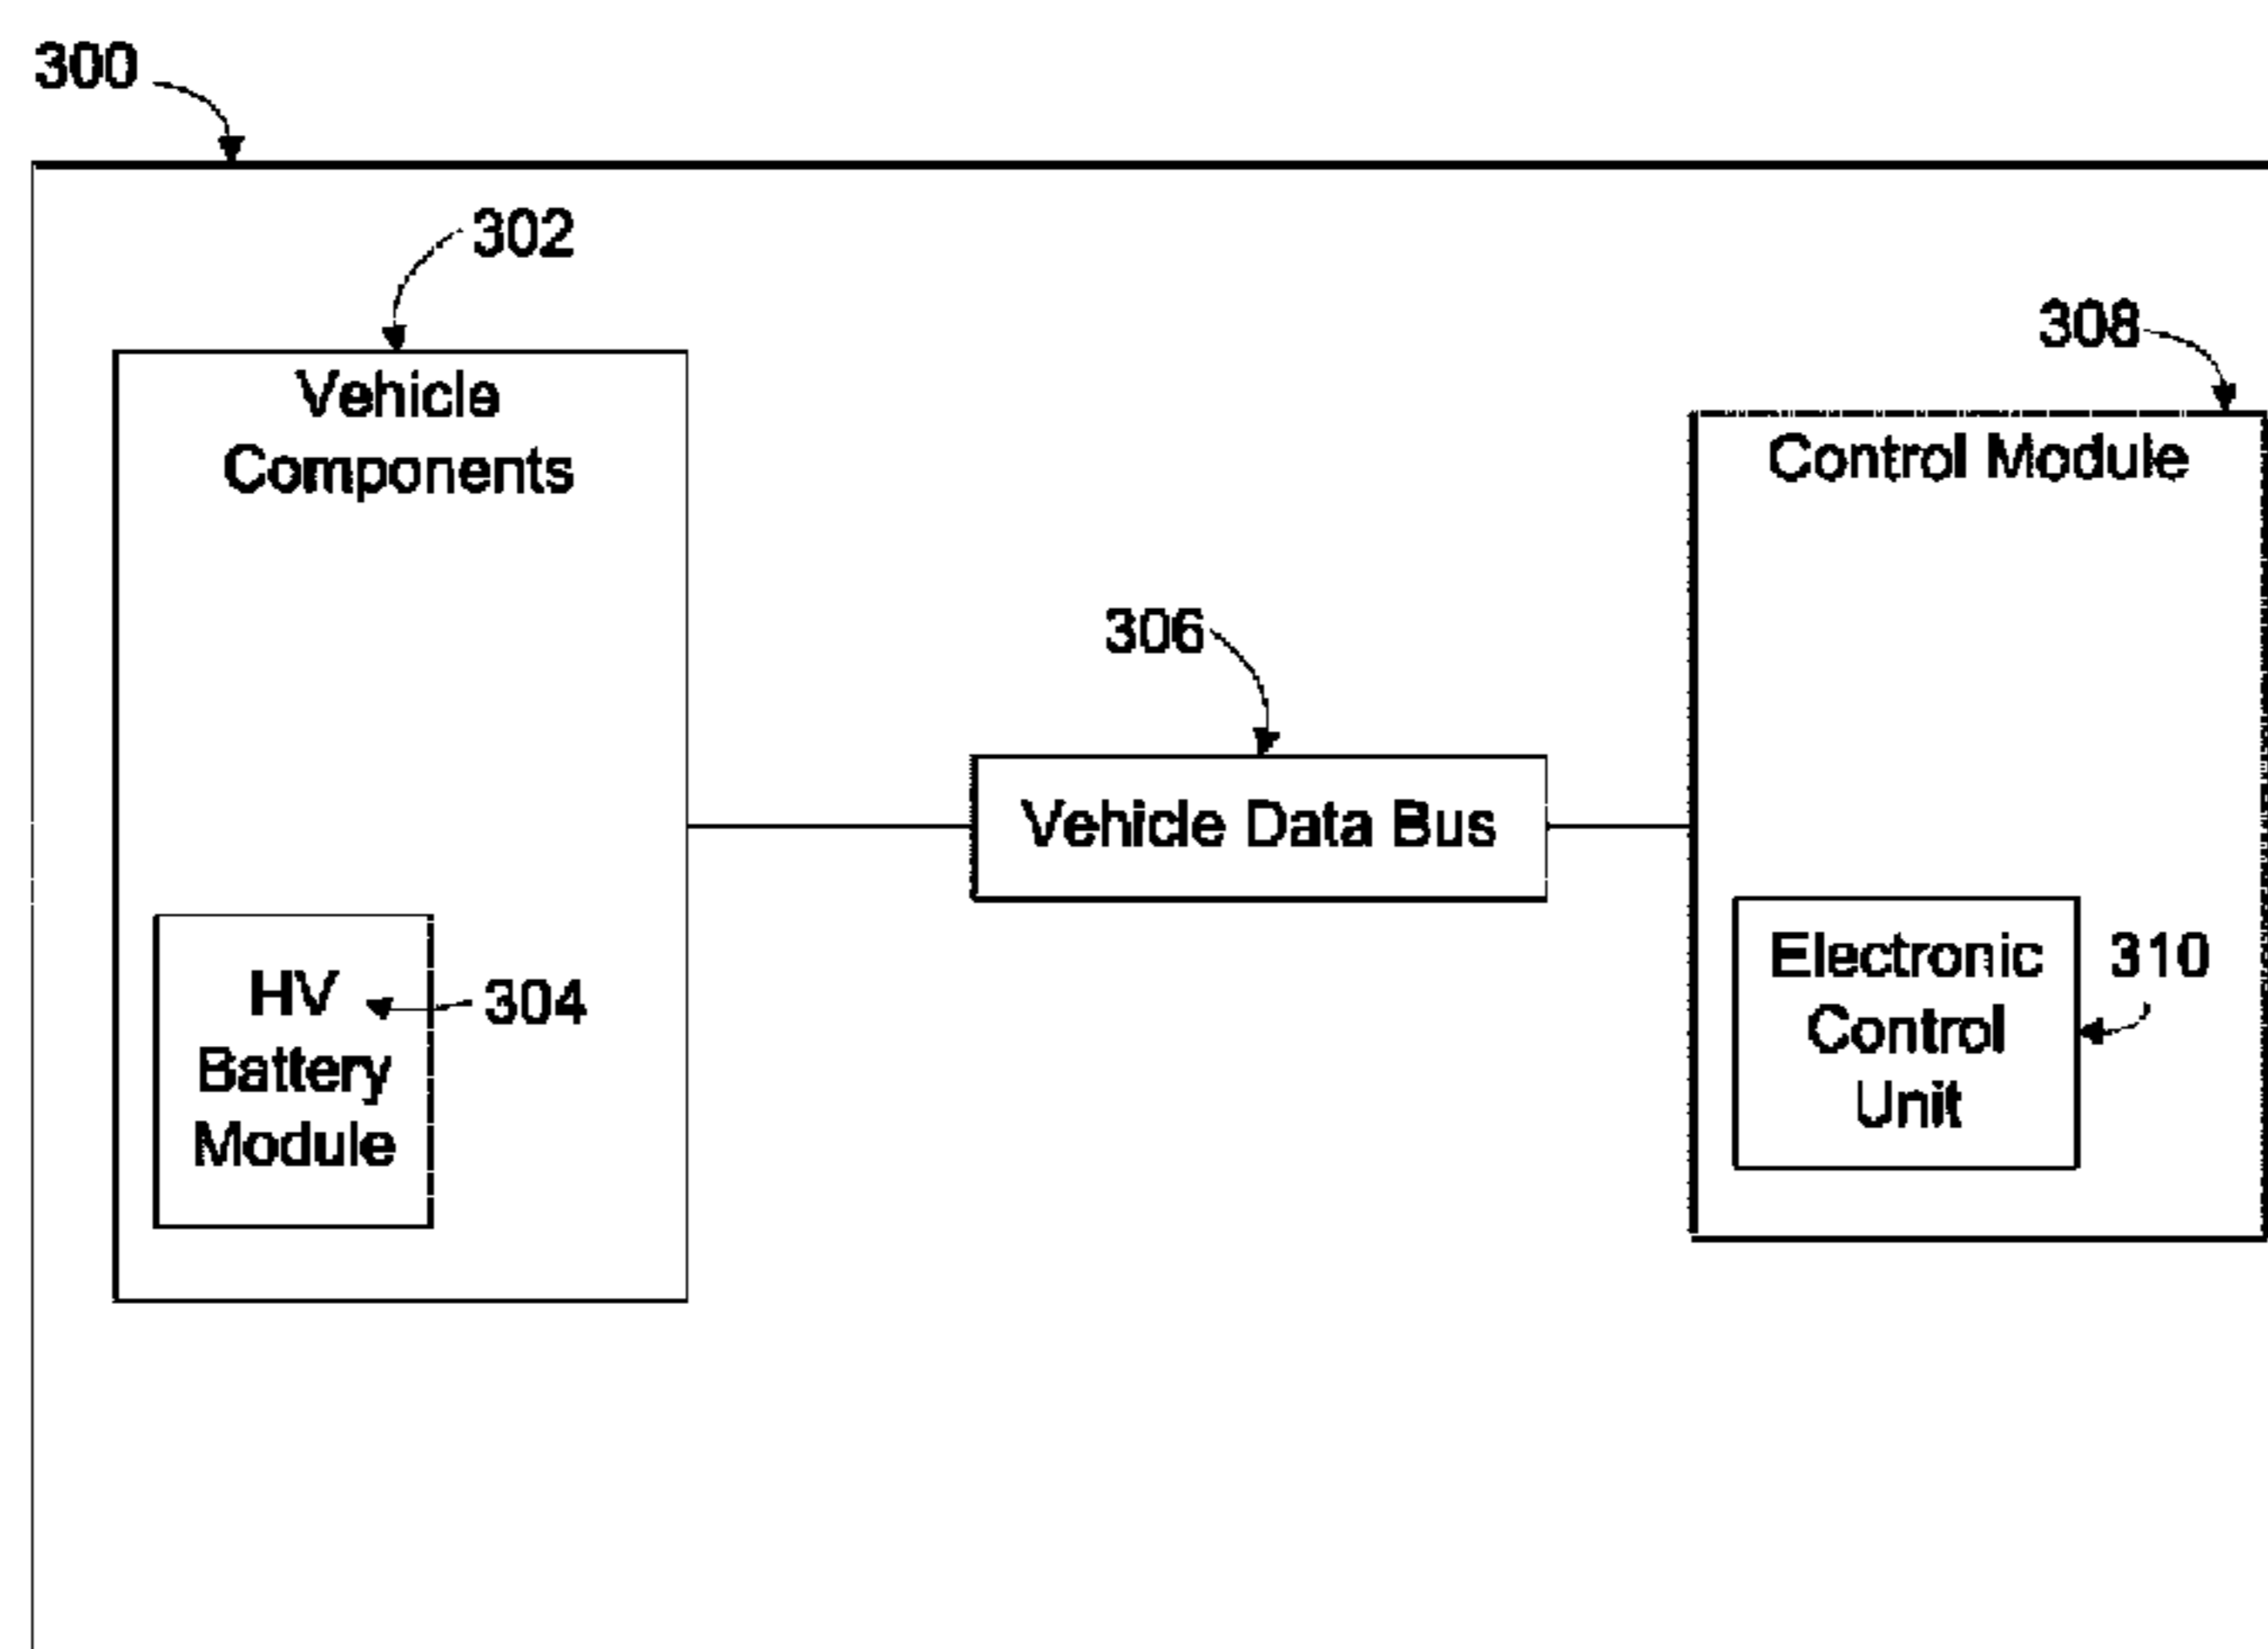 300
302
308
Vehicle
Components
Control Module
306
Vehicle Data Bus
HV
Battery
Module
304
Electronic
Control
Unit
310